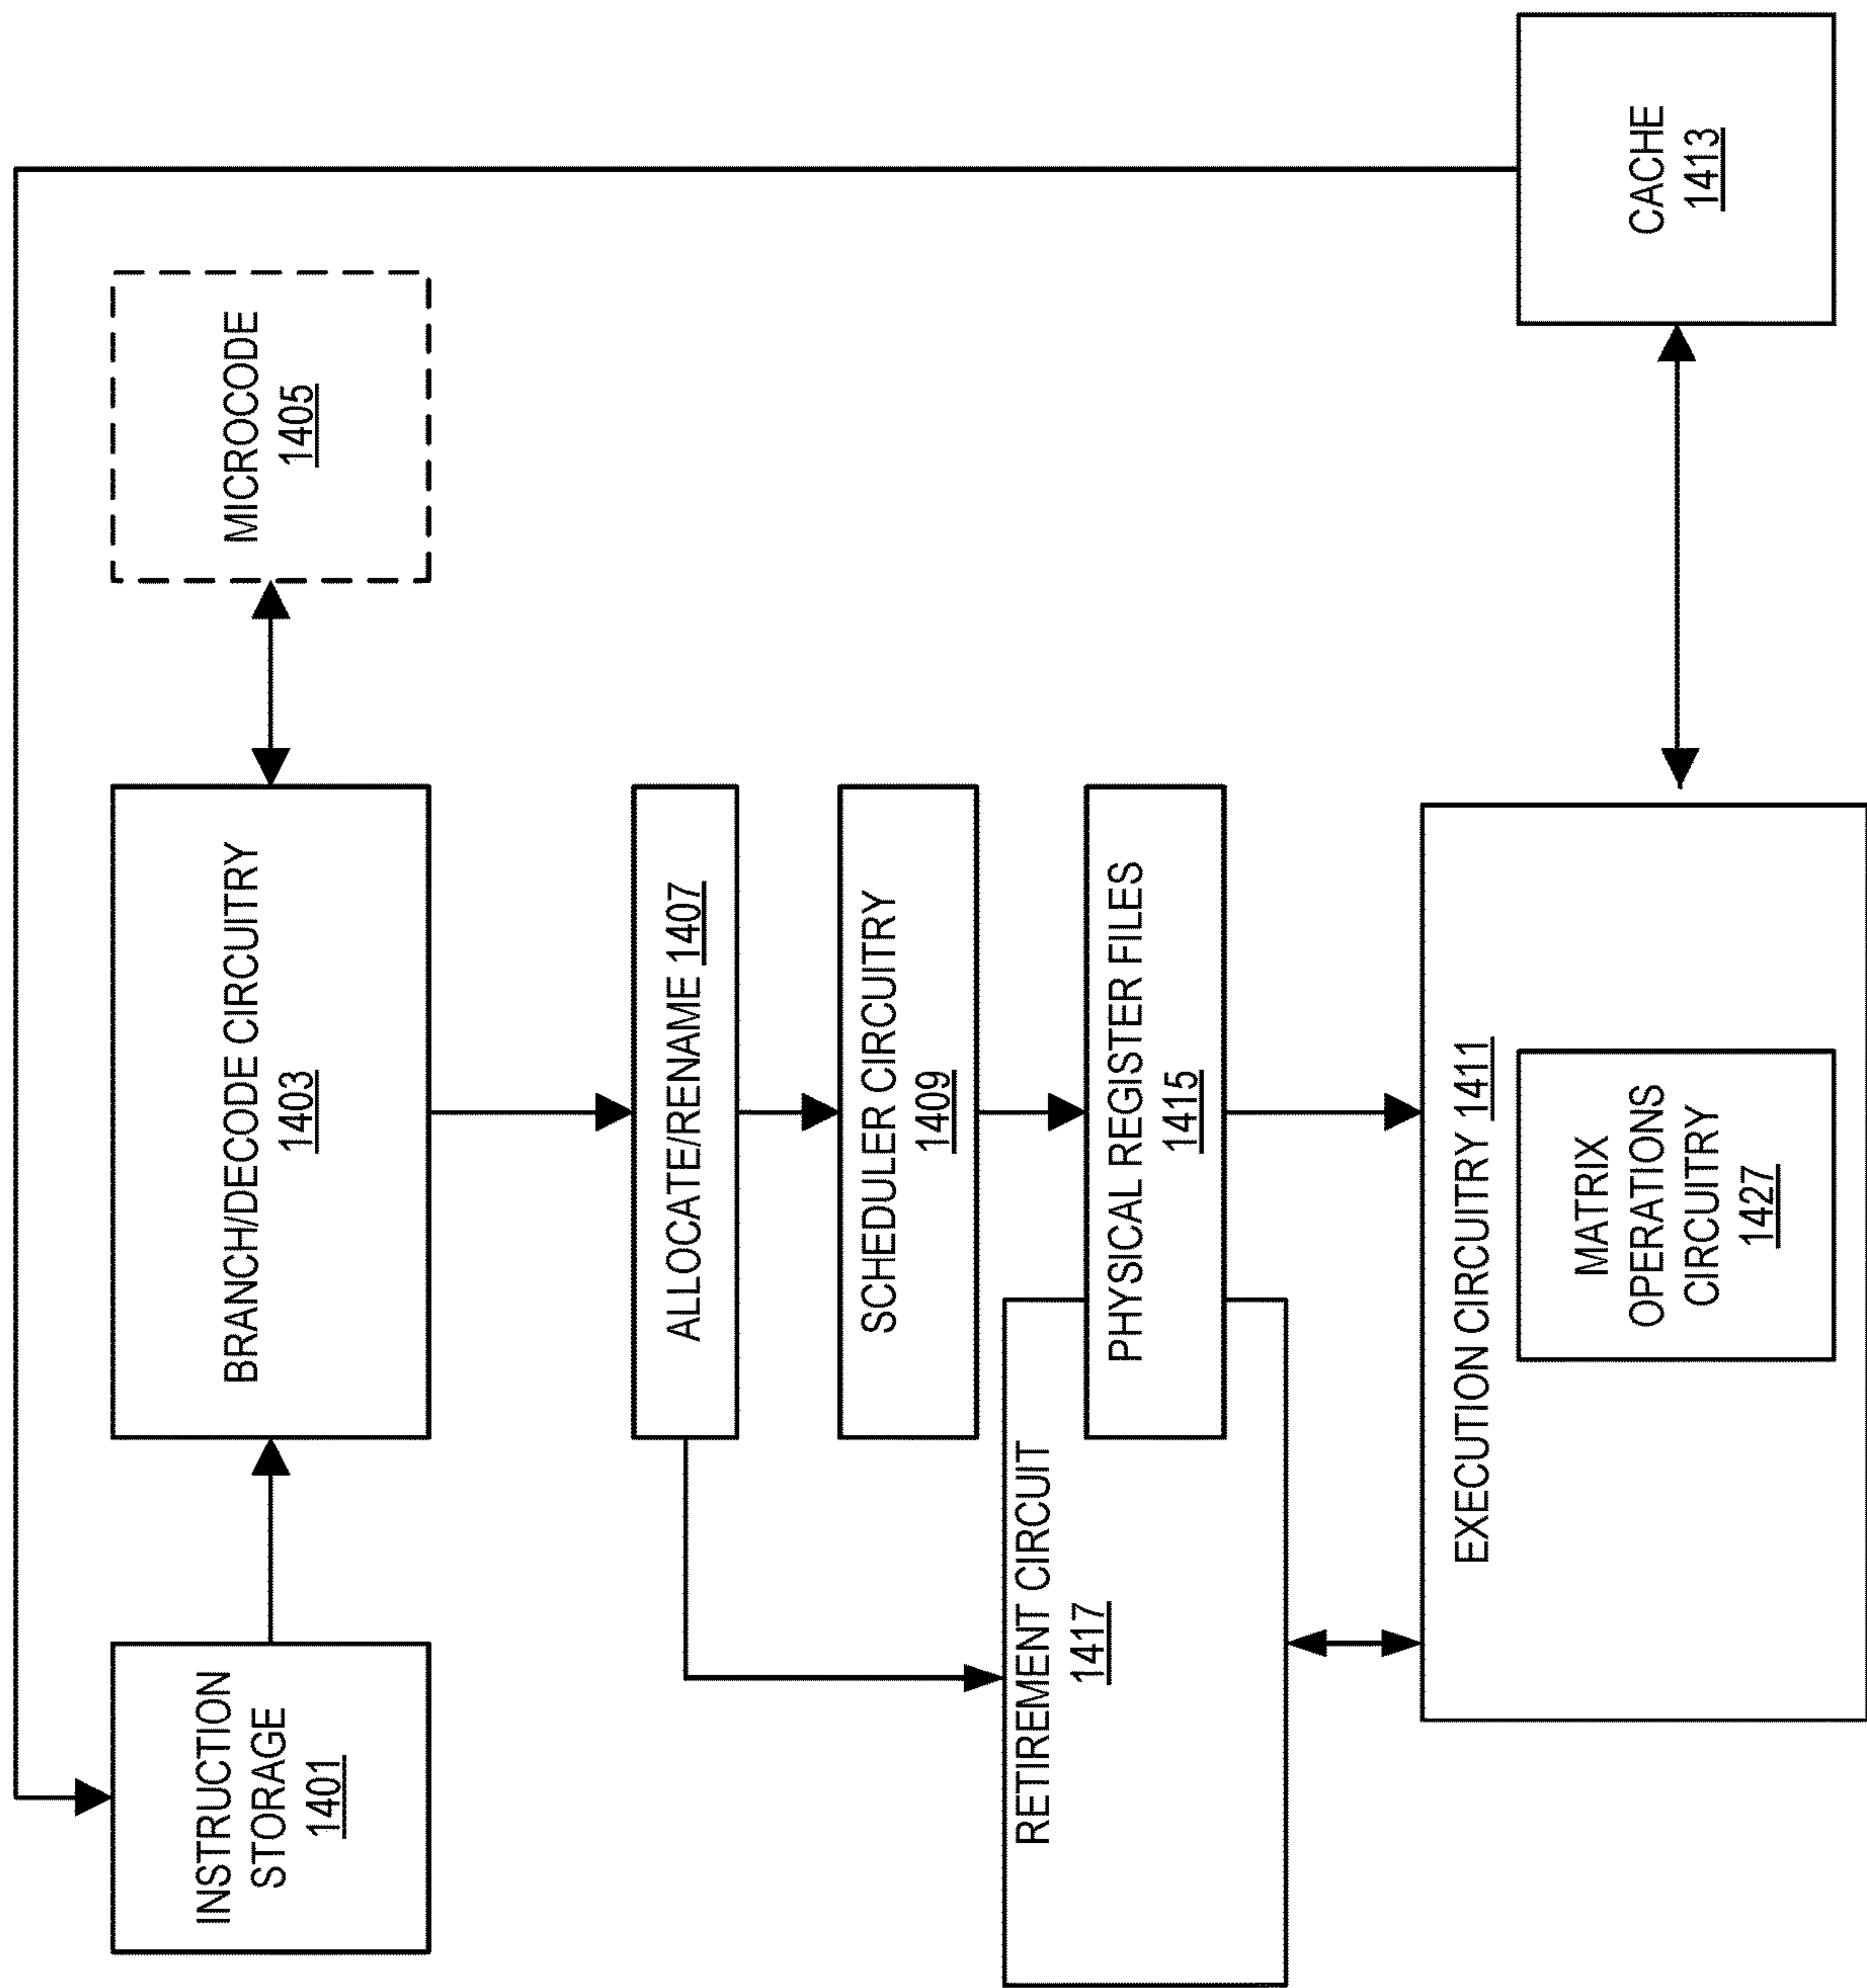 INSTRUCTION
STORAGE
1401
BRANCH/DECODE CIRCUITRY
1403
MICROCODE
1405
ALLOCATE/RENAME 1407
SCHEDULER CIRCUITRY
1409
RETIREMENT CIRCUIT
1417
PHYSICAL REGISTER FILES
1415
EXECUTION CIRCUITRY 1411
MATRIX
OPERATIONS
CIRCUITRY
1427
CACHE
1413